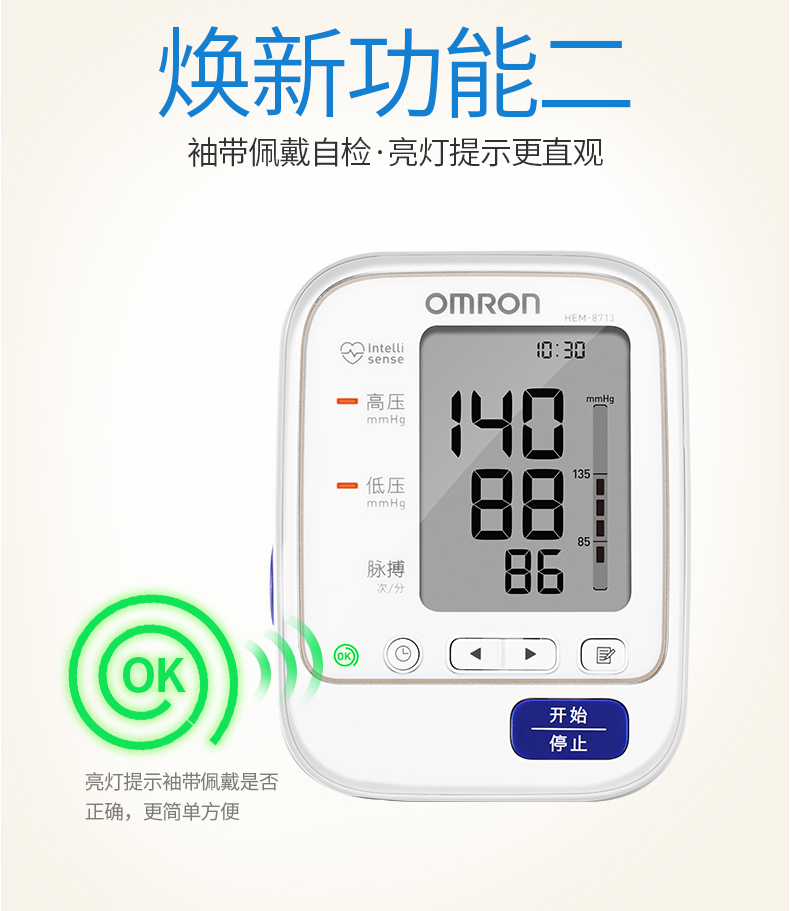 焕新功能二
袖带佩戴自检·亮灯提示更直观
OMRON
HEM-8713
Intelli
sense
10:30
高压
mmHg
140
mmHg
135
低压
mmHg
88
85
脉搏
次/分
86
OK
OK
开始
停止
亮灯提示袖带佩戴是否
正确，更简单方便